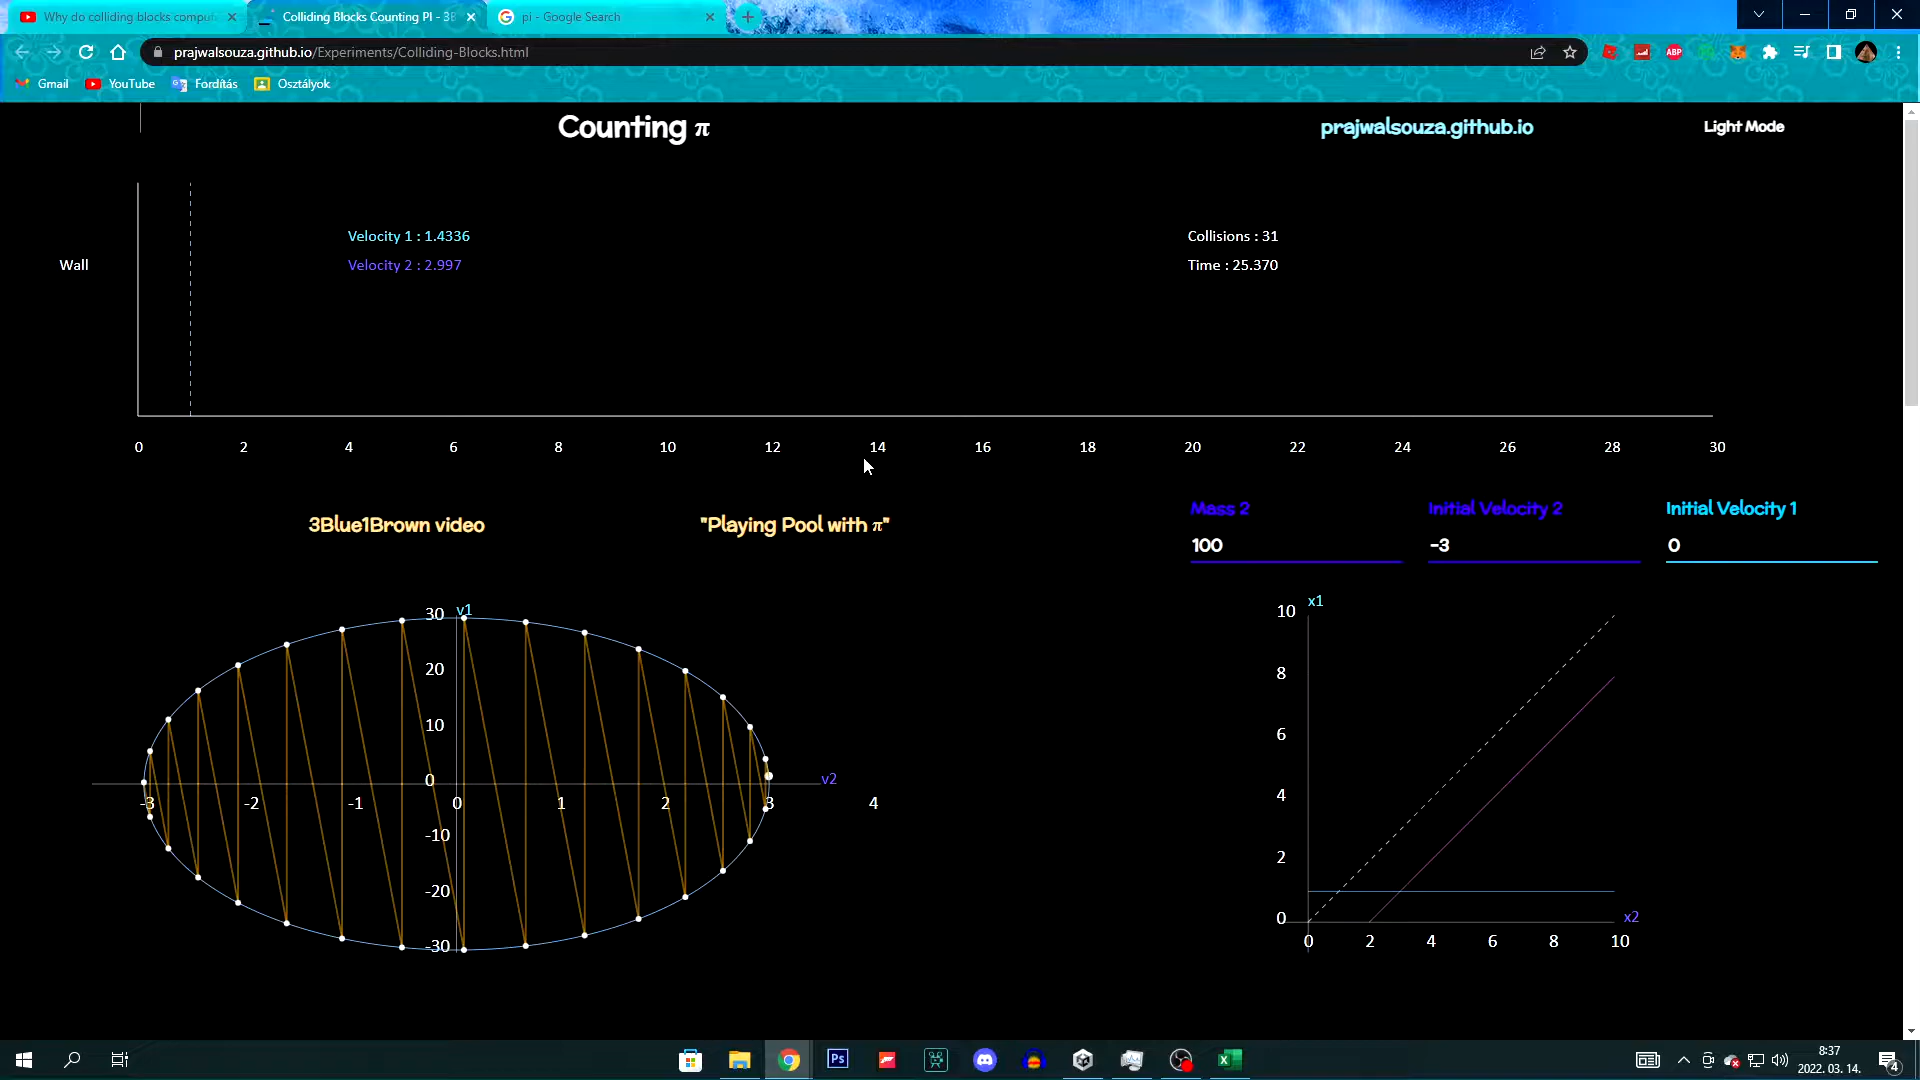 Why do colliding blocks comput
Colliding Blocks Counting PI - 3B
pi - Google Search
prajwalsouza.github.io/Experiments/Colliding-Blocks.html
ABP
Gmail
YouTube
Fordítás
Osztályok
Counting π
prajwalsouza.github.io
Light Mode
Velocity 1 : 1.4336
Collisions : 31
Wall
Velocity 2 : 2.997
Time : 25.370
0 2 4 6 8 10 12 14 16 18 20 22 24 26 28 30
Mass 2
Initial Velocity 2
Initial Velocity 1
3Blue1Brown video
"Playing Pool with π"
100
-3
0
v1
30
20
10
0
-10
-20
-30
-3 -2 -1 0 1 2 3 4
v2
x1
10
8
6
4
2
0
x2
0 2 4 6 8 10
Ps
8:37
2022. 03. 14.
4